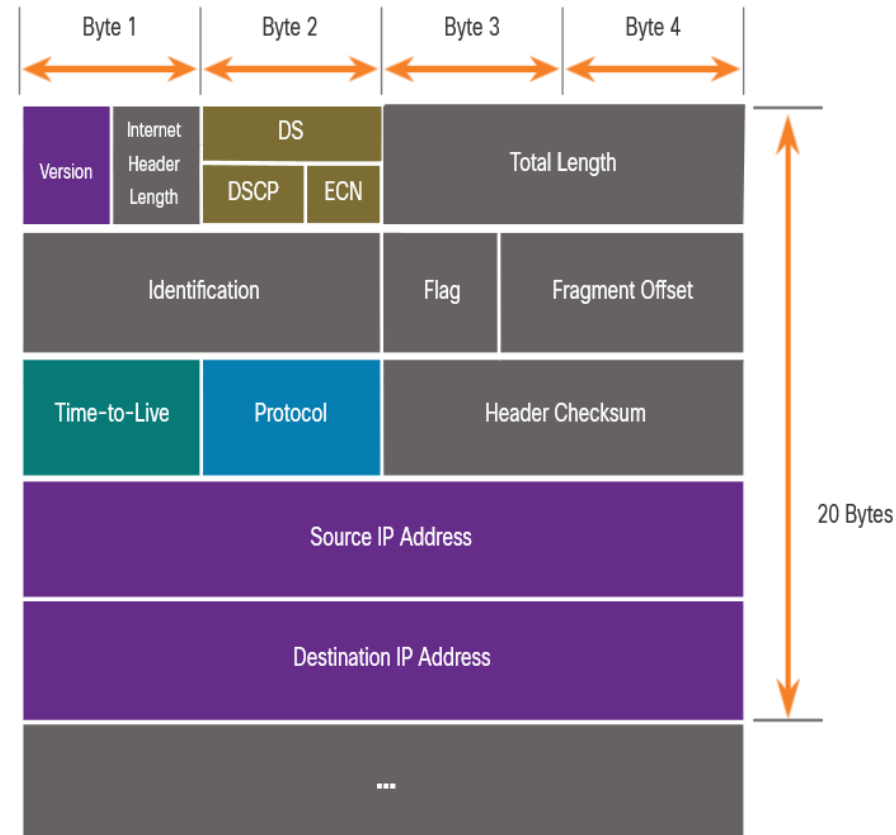 Byte 1 Byte 2 Byte 3 Byte 4
Version
Internet
Header
Length
DS
DSCP ECN
Total Length
Identification
Flag
Fragment Offset
Time-to-Live
Protocol
Header Checksum
Source IP Address
20 Bytes
Destination IP Address
...